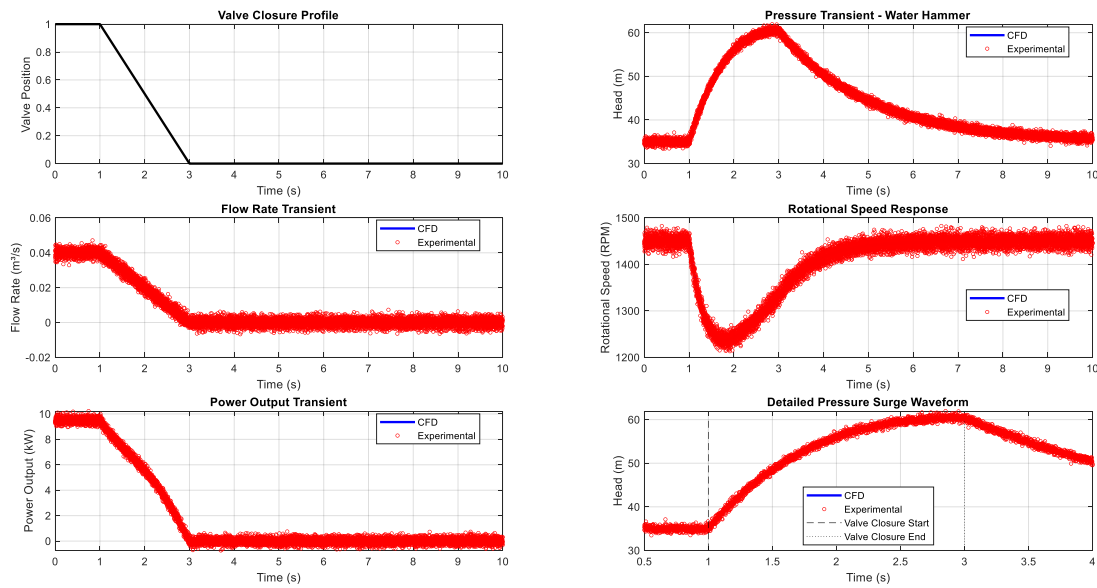 Valve Closure Profile
1
0.8
0.6
0.4
0.2
0
Valve Position
0 1 2 3 4 5 6 7 8 9 10
Time (s)
Pressure Transient - Water Hammer
60
50
40
30
Head (m)
CFD
Experimental
0 1 2 3 4 5 6 7 8 9 10
Time (s)
Flow Rate Transient
0.06
0.04
0.02
0
-0.02
Flow Rate (m³/s)
CFD
Experimental
0 1 2 3 4 5 6 7 8 9 10
Time (s)
Rotational Speed Response
1500
1400
1300
1200
Rotational Speed (RPM)
CFD
Experimental
0 1 2 3 4 5 6 7 8 9 10
Time (s)
Power Output Transient
10
8
6
4
2
0
Power Output (kW)
CFD
Experimental
0 1 2 3 4 5 6 7 8 9 10
Time (s)
Detailed Pressure Surge Waveform
60
50
40
30
Head (m)
CFD
Experimental
Valve Closure Start
Valve Closure End
0.5 1 1.5 2 2.5 3 3.5 4
Time (s)